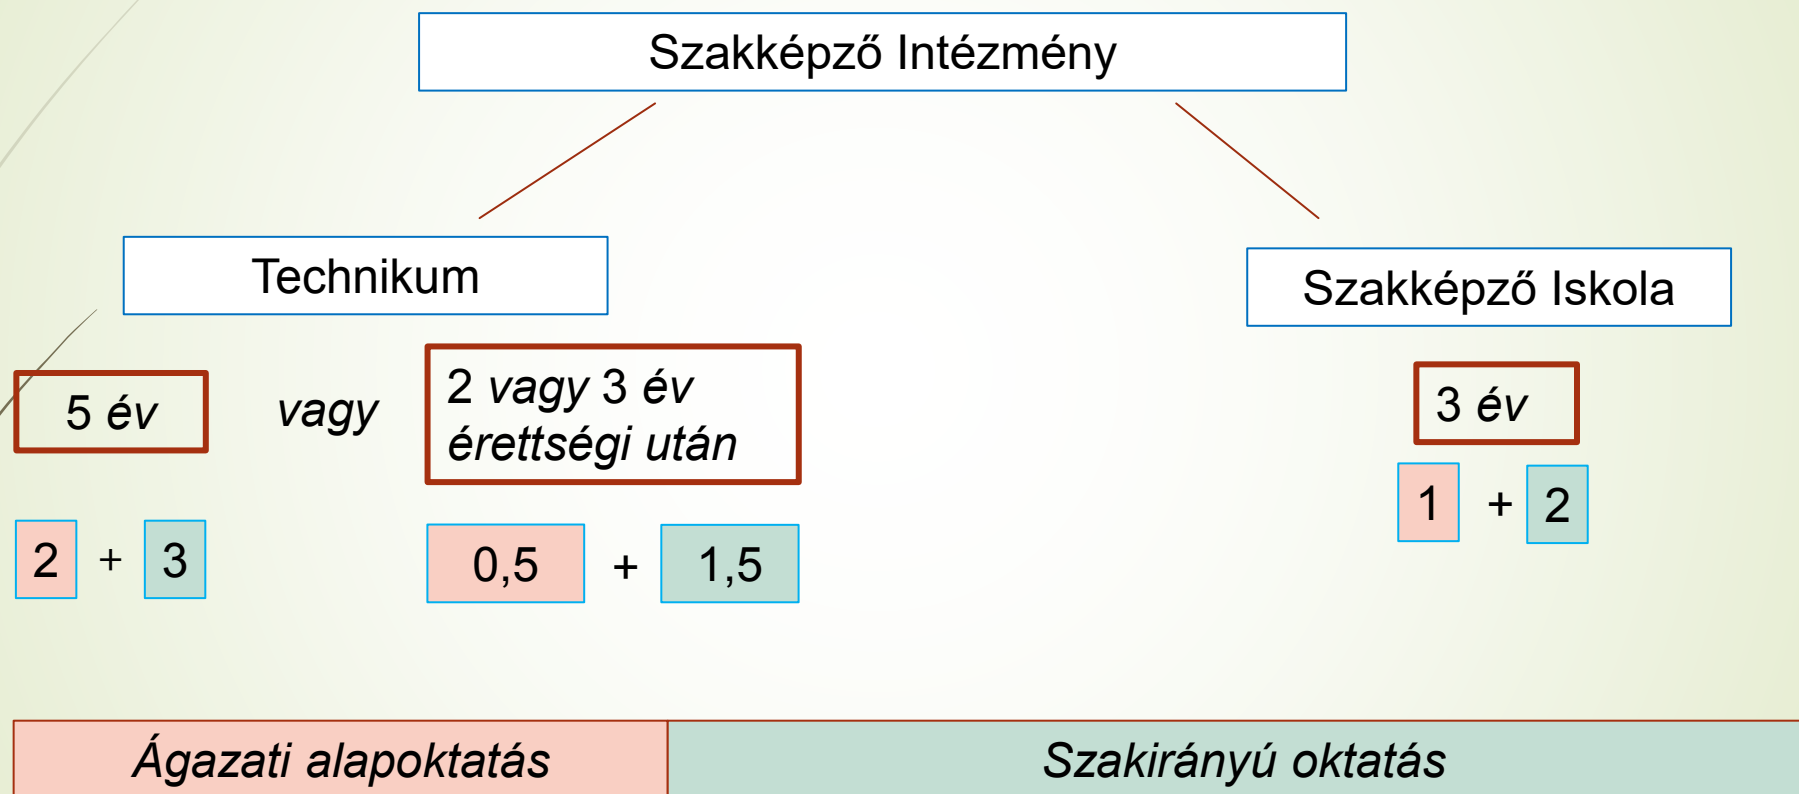 Szakképző Intézmény
Technikum
Szakképző Iskola
5 év
vagy
2 vagy 3 év
érettségi után
3 év
2 + 3
0,5 + 1,5
1 + 2
Ágazati alapoktatás
Szakirányú oktatás